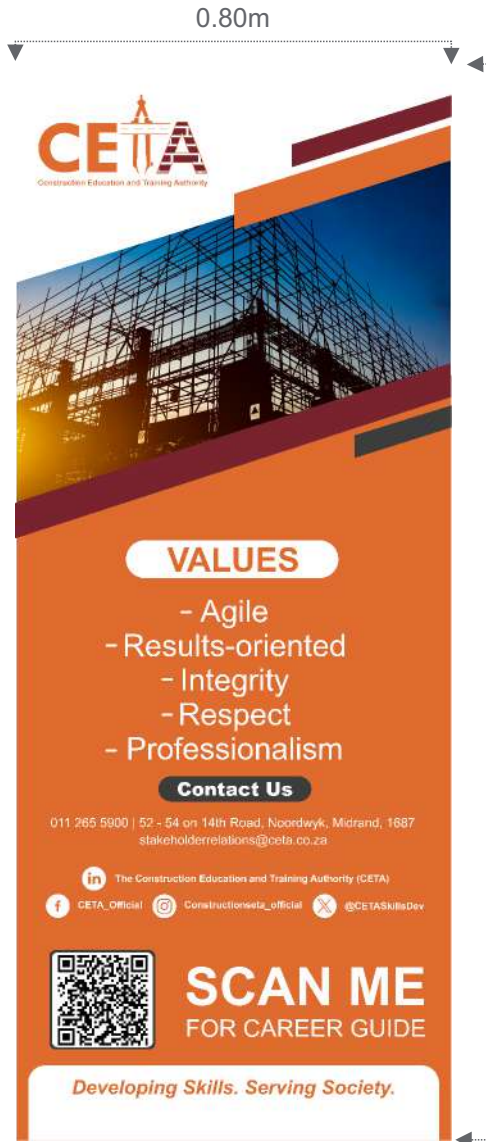 0.80m
CETA
Construction Education and Training Authority
VALUES
- Agile
- Results-oriented
- Integrity
- Respect
- Professionalism
Contact Us
011 265 5900 | 52 - 54 on 14th Road, Noordwyk, Midrand, 1687
stakeholderrelations@ceta.co.za
in The Construction Education and Training Authority (CETA)
f CETA_Official Constructionseta_official X @CETASkillsDev
SCAN ME
FOR CAREER GUIDE
Developing Skills. Serving Society.